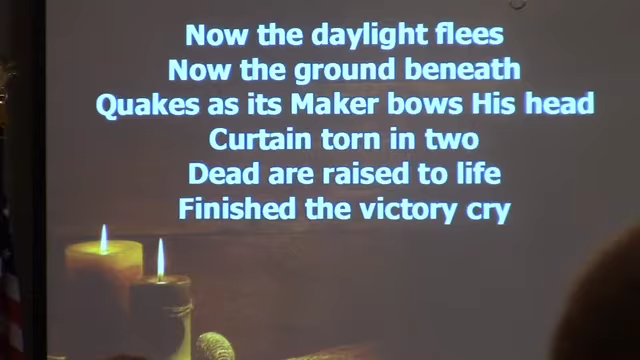 Now the daylight flees
Now the ground beneath
Quakes as its Maker bows His head
Curtain torn in two
Dead are raised to life
Finished the victory cry